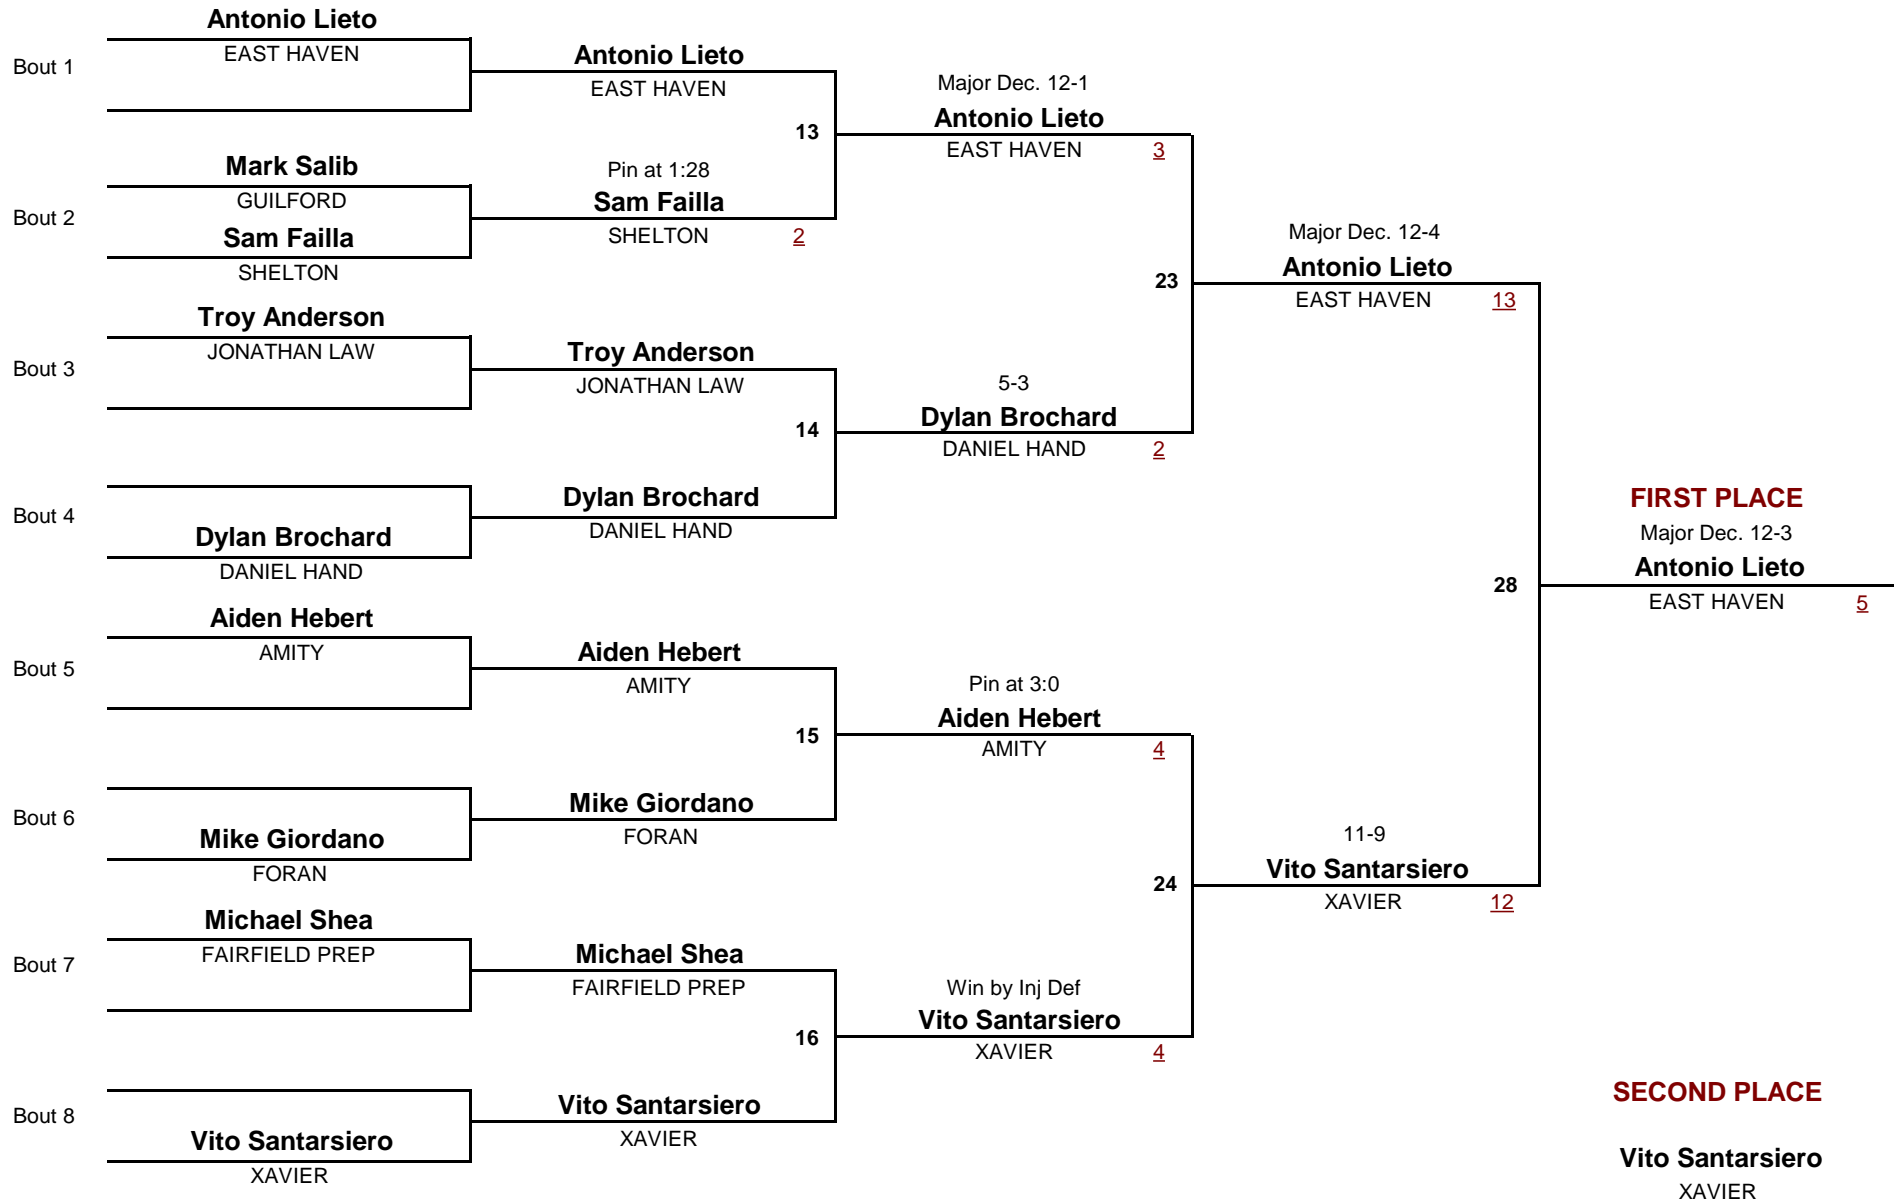 Antonio Lieto
Bout 1
EAST HAVEN
Mark Salib
Bout 2
GUILFORD
Sam Failla
SHELTON
Troy Anderson
Bout 3
JONATHAN LAW
Bout 4
Dylan Brochard
DANIEL HAND
Aiden Hebert
Bout 5
AMITY
Bout 6
Mike Giordano
FORAN
Michael Shea
Bout 7
FAIRFIELD PREP
Bout 8
Vito Santarsiero
XAVIER
Antonio Lieto
EAST HAVEN
13
Pin at 1:28
Sam Failla
SHELTON 2
Troy Anderson
JONATHAN LAW
14
Dylan Brochard
DANIEL HAND
Aiden Hebert
AMITY
15
Mike Giordano
FORAN
Michael Shea
FAIRFIELD PREP
16
Vito Santarsiero
XAVIER
Major Dec. 12-1
Antonio Lieto
EAST HAVEN 3
23
5-3
Dylan Brochard
DANIEL HAND 2
Pin at 3:0
Aiden Hebert
AMITY 4
24
Win by Inj Def
Vito Santarsiero
XAVIER 4
Major Dec. 12-4
Antonio Lieto
EAST HAVEN 13
28
11-9
Vito Santarsiero
XAVIER 12
FIRST PLACE
Major Dec. 12-3
Antonio Lieto
EAST HAVEN 5
SECOND PLACE
Vito Santarsiero
XAVIER